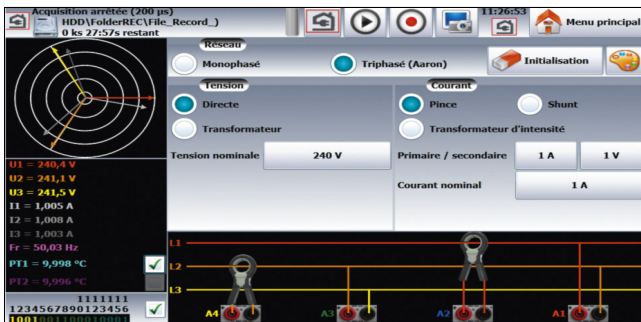 Acquisition arrêtée (200 µs)
HDD\FolderREC\File_Record_)
0 ks 27:57s restant
11:26:53
Menu principal
Réseau
Monophasé
Triphasé (Aaron)
Initialisation
Tension
Directe
Transformateur
Tension nominale
240 V
Courant
Pince
Shunt
Transformateur d'intensité
Primaire / secondaire
1 A
1 V
Courant nominal
1 A
U1 = 240,4 V
U2 = 241,1 V
U3 = 241,5 V
I1 = 1,005 A
I2 = 1,008 A
I3 = 1,003 A
Fr = 50,03 Hz
PT1 = 9,998 °C
PT2 = 9,996 °C
1111111
1234567890123456
1001001100010001
L1
L2
L3
A4
A3
A2
A1